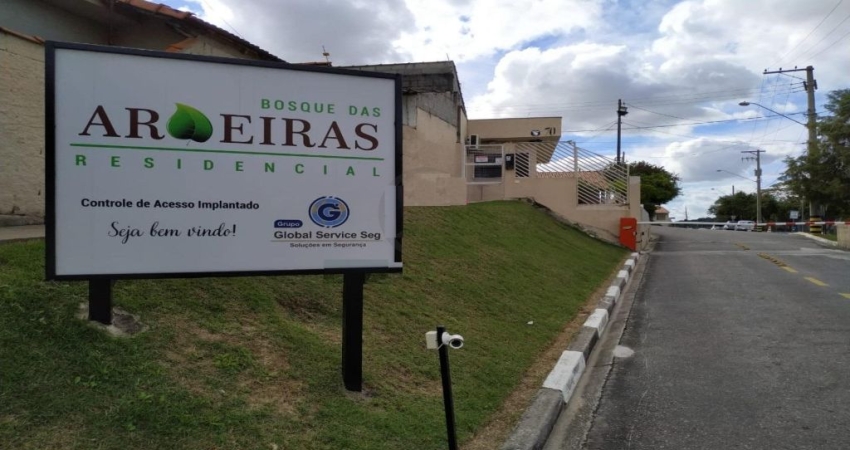 BOSQUE DAS
AROEIRAS
RESIDENCIAL
Controle de Acesso Implantado
Seja bem vindo!
G
Grupo
Global Service Seg
Soluções em Segurança